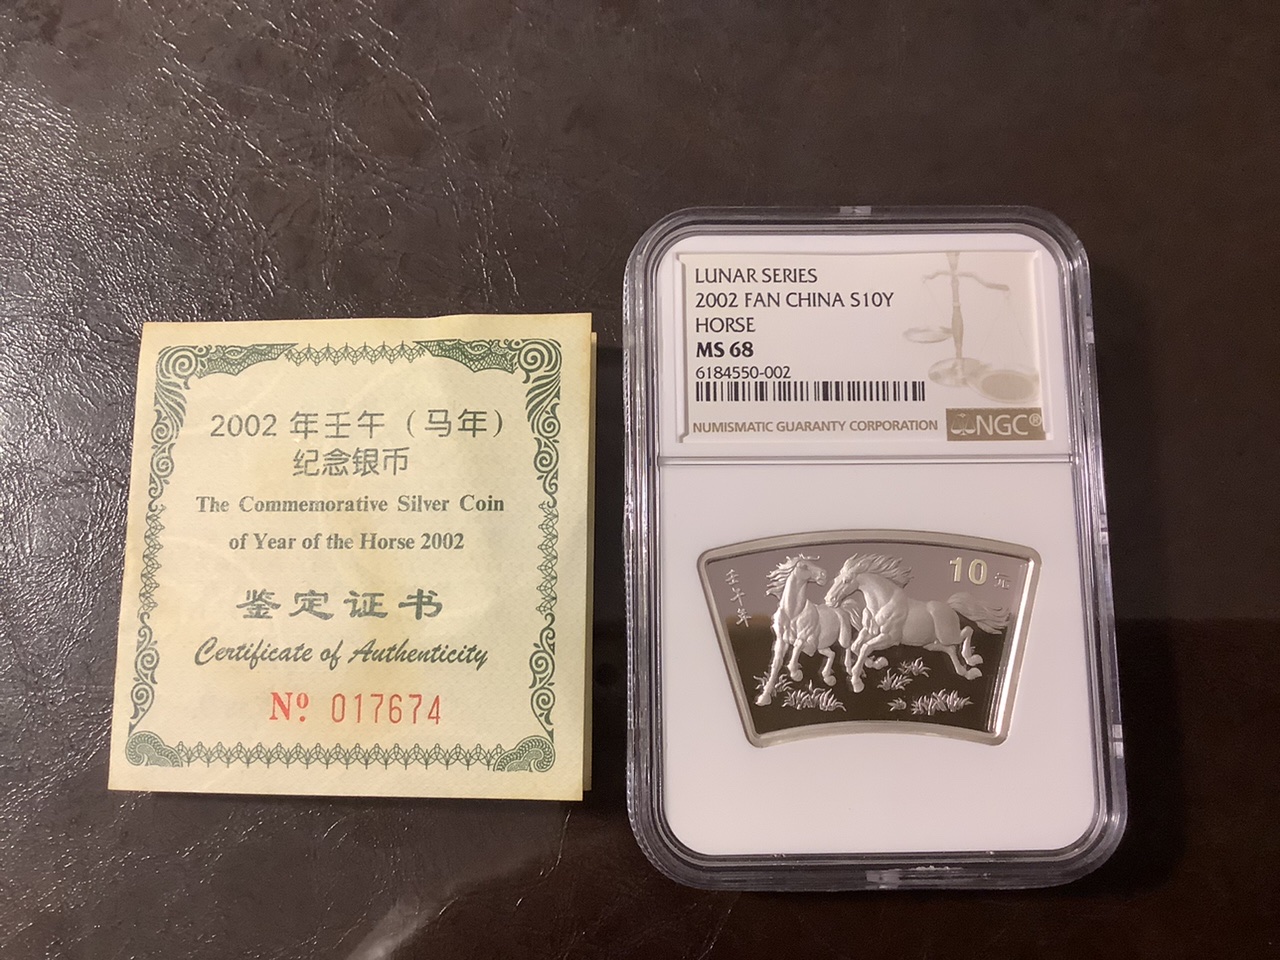 2002 年壬午（马年）
纪念银币
The Commemorative Silver Coin
of Year of the Horse 2002
鉴定证书
Certificate of Authenticity
Nº 017674
LUNAR SERIES
2002 FAN CHINA S10Y
HORSE
MS 68
6184550-002
NUMISMATIC GUARANTY CORPORATION
NGC®
壬午年
10元